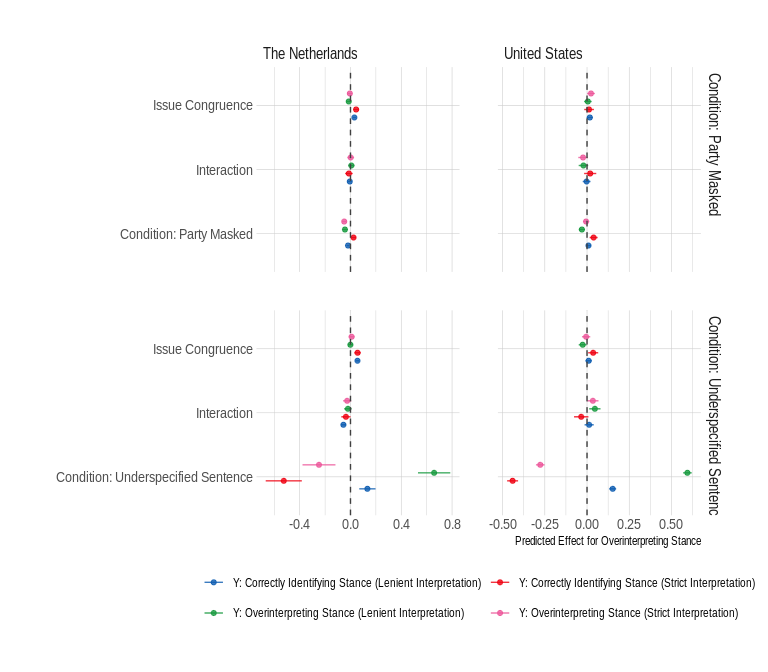 The Netherlands
United States
Issue Congruence
Interaction
Condition: Party Masked
Condition: Party Masked
Issue Congruence
Interaction
Condition: Underspecified Sentence
Condition: Underspecified Sentenc
-0.4 0.0 0.4 0.8
-0.50 -0.25 0.00 0.25 0.50
Predicted Effect for Overinterpreting Stance
Y: Correctly Identifying Stance (Lenient Interpretation)
Y: Correctly Identifying Stance (Strict Interpretation)
Y: Overinterpreting Stance (Lenient Interpretation)
Y: Overinterpreting Stance (Strict Interpretation)